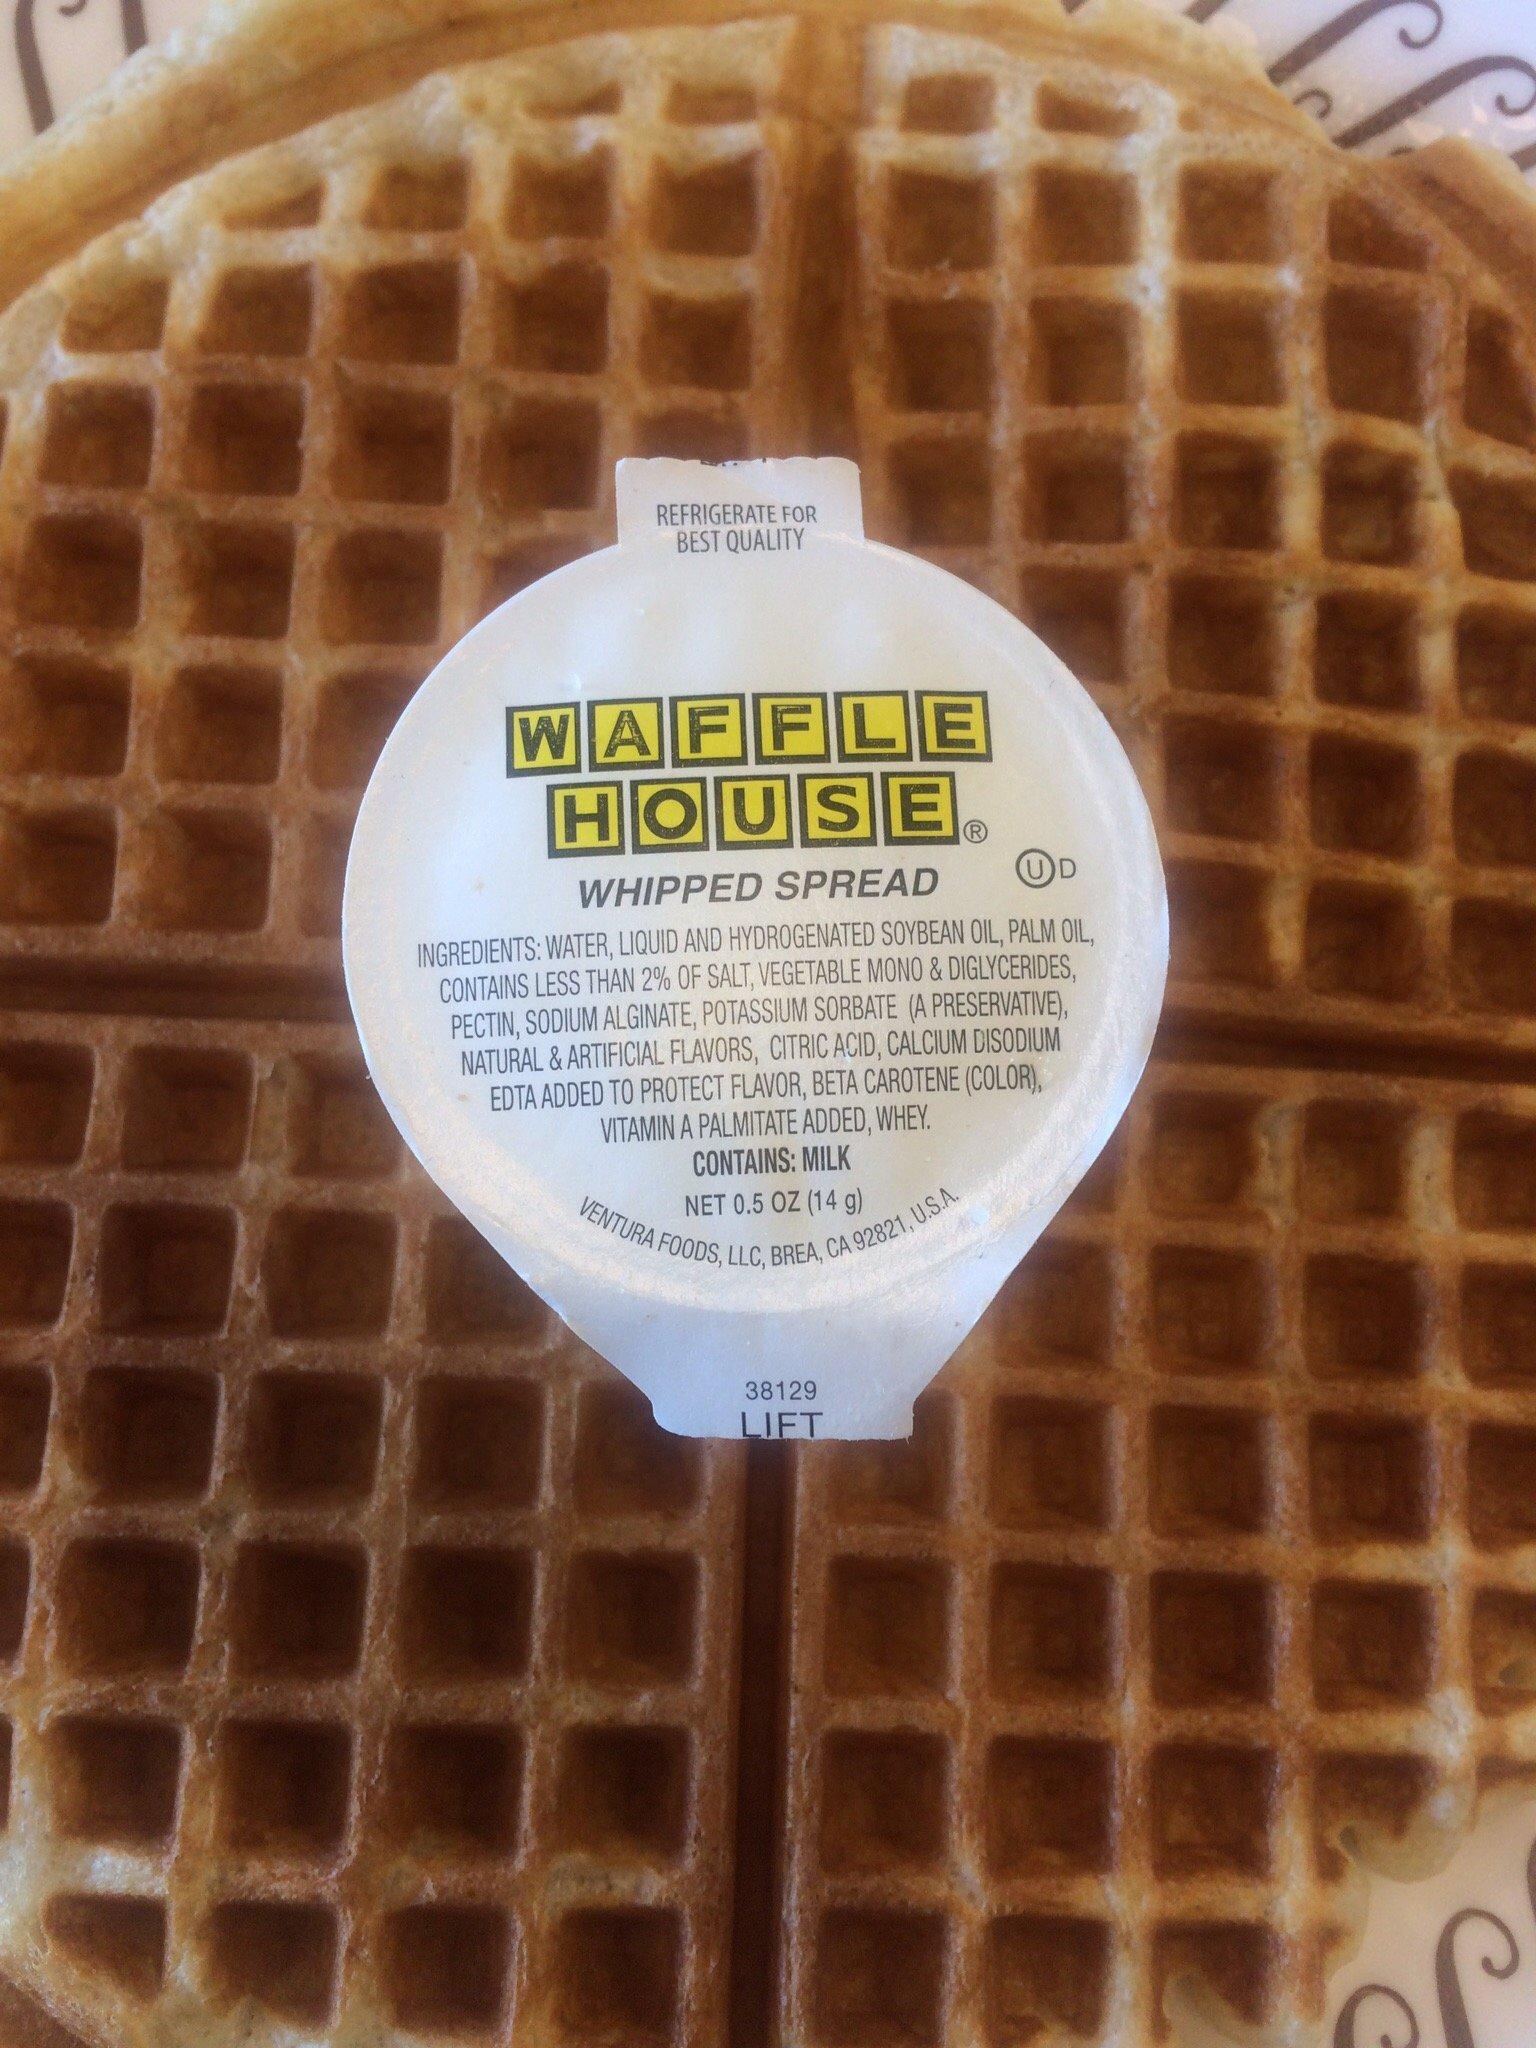 REFRIGERATE FOR
BEST QUALITY
WAFFLE
HOUSE®
WHIPPED SPREAD
Ⓤ D
INGREDIENTS: WATER, LIQUID AND HYDROGENATED SOYBEAN OIL, PALM OIL,
CONTAINS LESS THAN 2% OF SALT, VEGETABLE MONO & DIGLYCERIDES,
PECTIN, SODIUM ALGINATE, POTASSIUM SORBATE (A PRESERVATIVE),
NATURAL & ARTIFICIAL FLAVORS, CITRIC ACID, CALCIUM DISODIUM
EDTA ADDED TO PROTECT FLAVOR, BETA CAROTENE (COLOR),
VITAMIN A PALMITATE ADDED, WHEY.
CONTAINS: MILK
NET 0.5 OZ (14 g)
VENTURA FOODS, LLC, BREA, CA 92821, U.S.A.
38129
LIFT